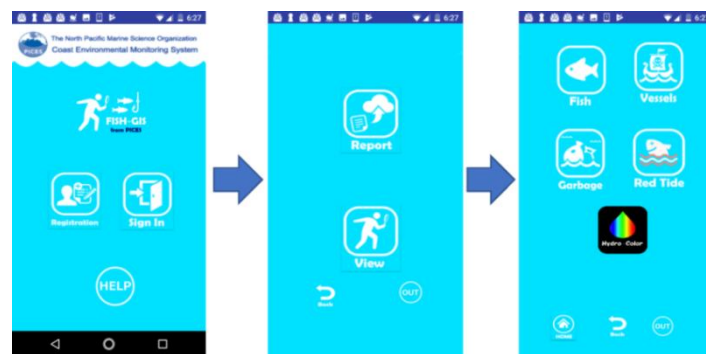 6:27
The North Pacific Marine Science Organization
PICES
Coast Environmental Monitoring System
FISH-GIS
from PICES
Registration
Sign In
HELP
6:27
Report
View
Back
OUT
6:27
Fish
Vessels
Garbage
Red Tide
Hydro Color
HOME
Back
OUT